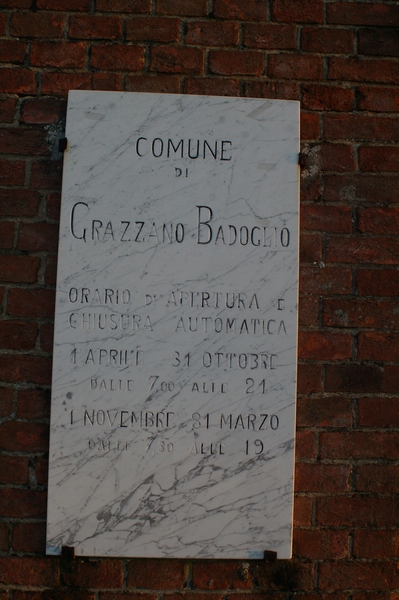 COMUNE
DI
GRAZZANO BADOGLIO
ORARIO DI APERTURA E
CHIUSURA AUTOMATICA
1 APRILE 31 OTTOBRE
DALLE 7,00 ALLE 21
1 NOVEMBRE 31 MARZO
DALLE 7,30 ALLE 19